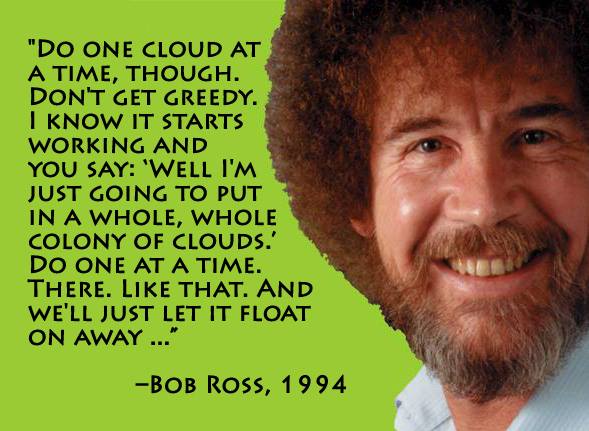 "Do one cloud at
a time, though.
Don't get greedy.
I know it starts
working and
you say: ‘Well I'm
just going to put
in a whole, whole
colony of clouds.’
Do one at a time.
There. Like that. And
we'll just let it float
on away ..."
–Bob Ross, 1994